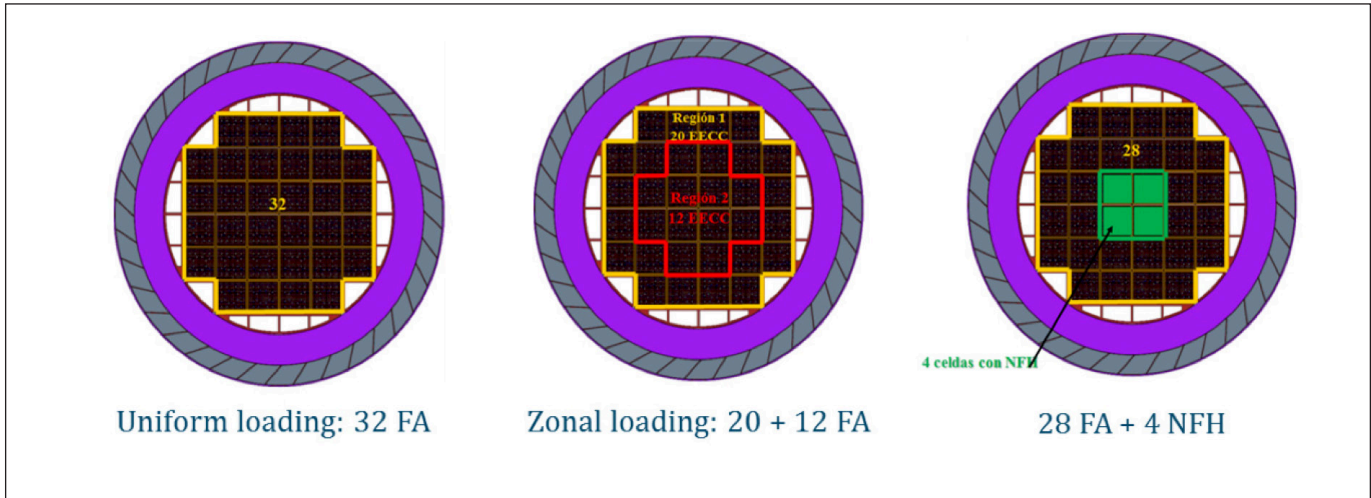 32
Región 1
20 EECC
Región 2
12 EECC
28
4 celdas con NFH
Uniform loading: 32 FA
Zonal loading: 20 + 12 FA
28 FA + 4 NFH